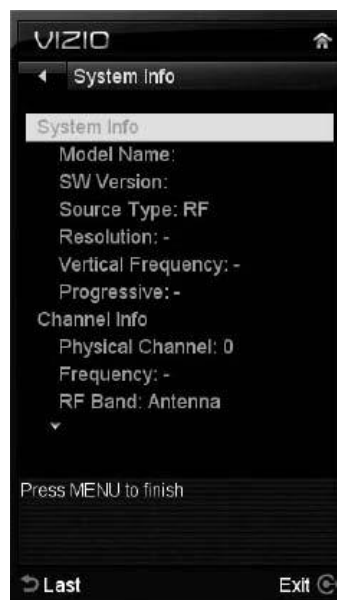 VIZIO
System Info
System Info
Model Name:
SW Version:
Source Type: RF
Resolution: -
Vertical Frequency: -
Progressive: -
Channel Info
Physical Channel: 0
Frequency: -
RF Band: Antenna
Press MENU to finish
Last Exit